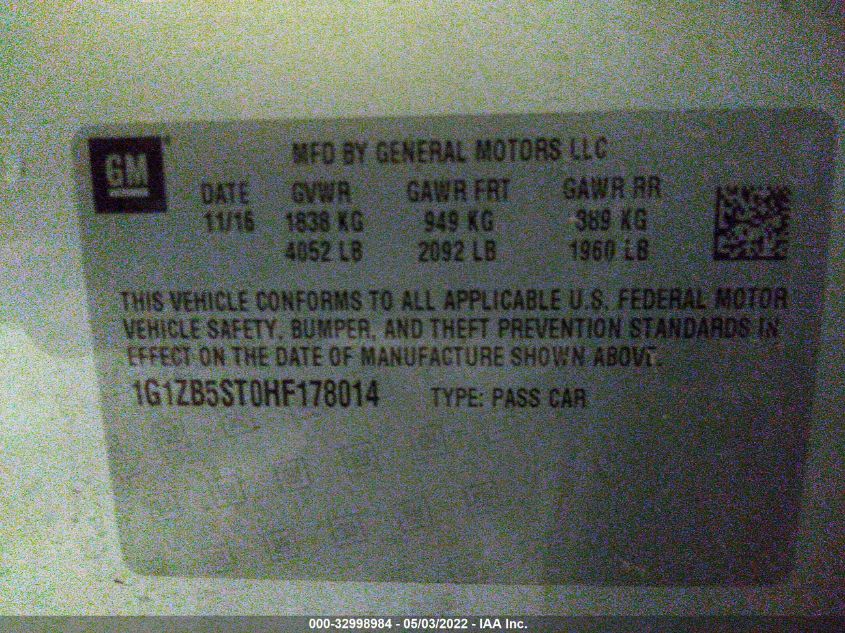 GM
MFD BY GENERAL MOTORS LLC
DATE GVWR GAWR FRT GAWR RR
11/16 1838 KG 949 KG 889 KG
4052 LB 2092 LB 1960 LB
THIS VEHICLE CONFORMS TO ALL APPLICABLE U.S. FEDERAL MOTOR
VEHICLE SAFETY, BUMPER, AND THEFT PREVENTION STANDARDS IN
EFFECT ON THE DATE OF MANUFACTURE SHOWN ABOVE.
1G1ZB5ST0HF178014 TYPE: PASS CAR
000-32998984 - 05/03/2022 - IAA Inc.